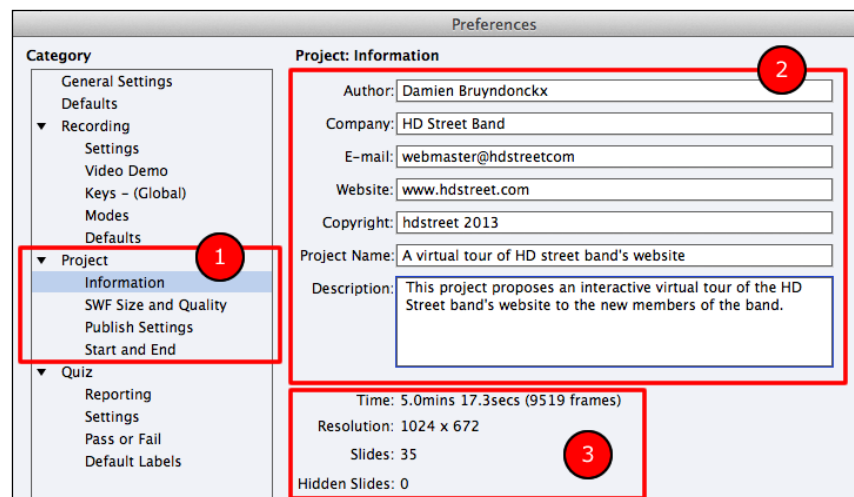 Preferences
Category
General Settings
Defaults
Recording
Settings
Video Demo
Keys - (Global)
Modes
Defaults
1
Project
Information
SWF Size and Quality
Publish Settings
Start and End
Quiz
Reporting
Settings
Pass or Fail
Default Labels
Project: Information
2
Author: Damien Bruyndonckx
Company: HD Street Band
E-mail: webmaster@hdstreetcom
Website: www.hdstreet.com
Copyright: hdstreet 2013
Project Name: A virtual tour of HD street band's website
Description: This project proposes an interactive virtual tour of the HD
Street band's website to the new members of the band.
Time: 5.0mins 17.3secs (9519 frames)
Resolution: 1024 x 672
Slides: 35
3
Hidden Slides: 0